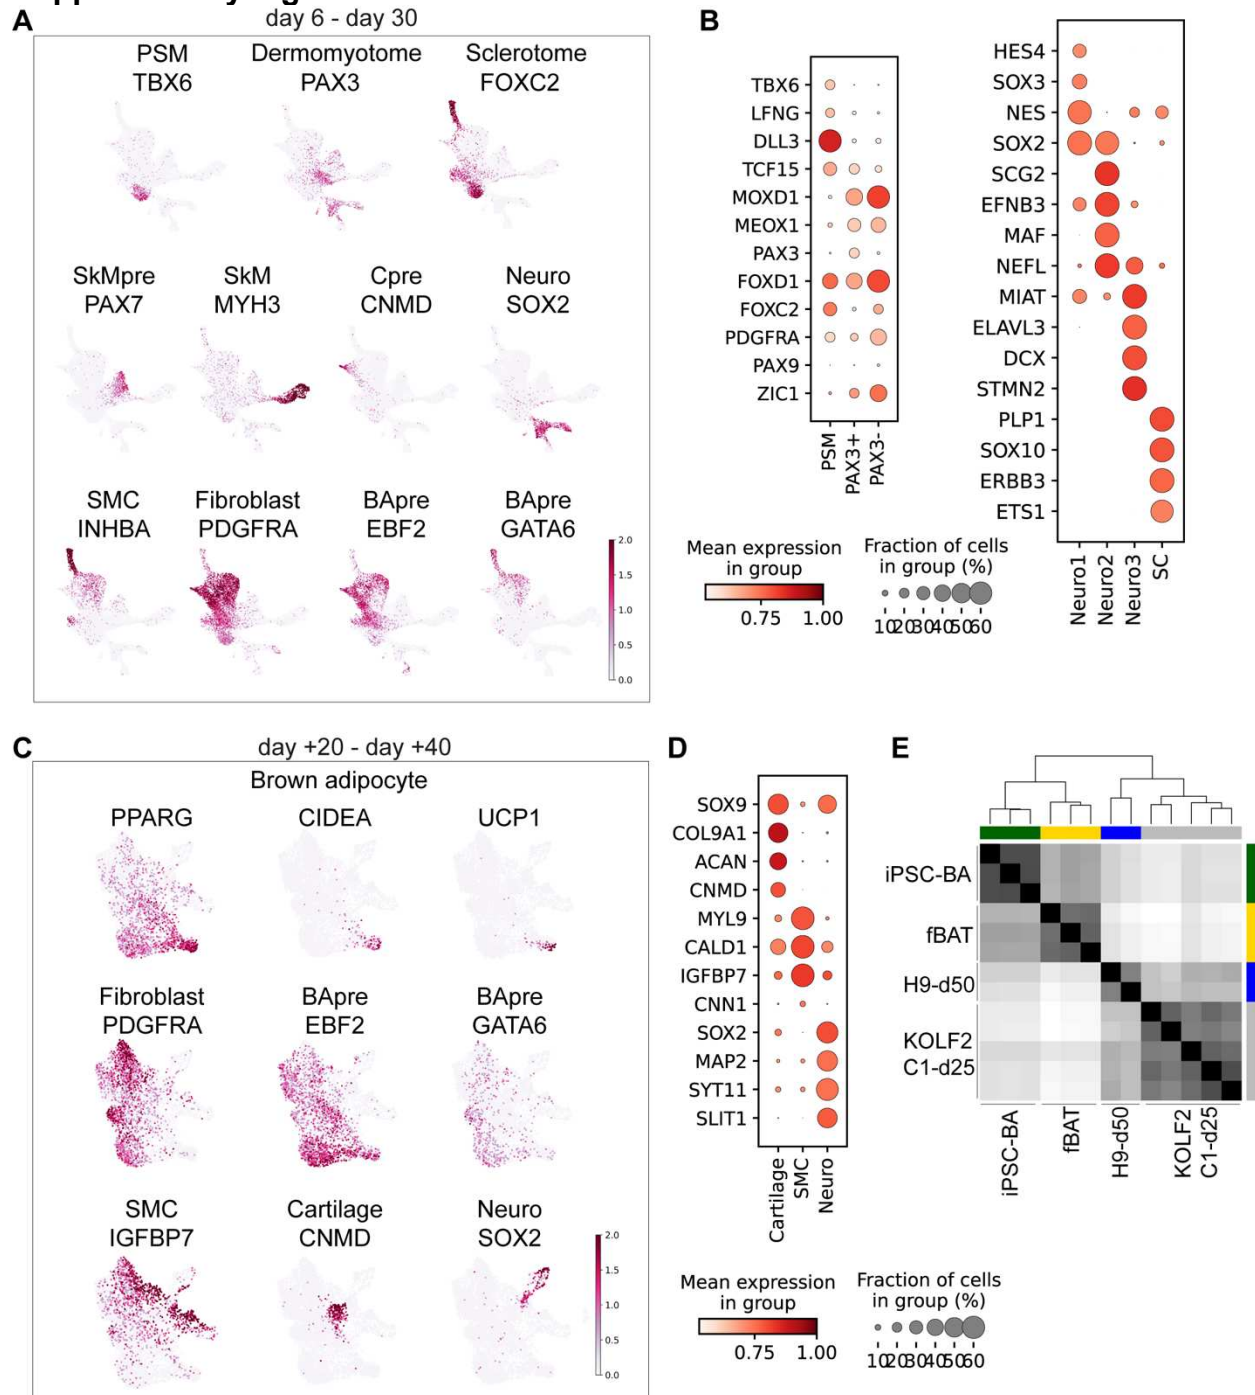 A
day 6 - day 30
PSM
TBX6
Dermomyotome
PAX3
Sclerotome
FOXC2
SkMpre
PAX7
SkM
MYH3
Cpre
CNMD
Neuro
SOX2
SMC
INHBA
Fibroblast
PDGFRA
BApre
EBF2
BApre
GATA6
2.0
1.5
1.0
0.5
0.0
B
TBX6
LFNG
DLL3
TCF15
MOXD1
MEOX1
PAX3
FOXD1
FOXC2
PDGFRA
PAX9
ZIC1
PSM
PAX3+
PAX3-
HES4
SOX3
NES
SOX2
SCG2
EFNB3
MAF
NEFL
MIAT
ELAVL3
DCX
STMN2
PLP1
SOX10
ERBB3
ETS1
Neuro1
Neuro2
Neuro3
SC
Mean expression
in group
0.75 1.00
Fraction of cells
in group (%)
10 20 30 40 50 60
C
day +20 - day +40
Brown adipocyte
PPARG
CIDEA
UCP1
Fibroblast
PDGFRA
BApre
EBF2
BApre
GATA6
SMC
IGFBP7
Cartilage
CNMD
Neuro
SOX2
2.0
1.5
1.0
0.5
0.0
D
SOX9
COL9A1
ACAN
CNMD
MYL9
CALD1
IGFBP7
CNN1
SOX2
MAP2
SYT11
SLIT1
Cartilage
SMC
Neuro
Mean expression
in group
0.75 1.00
Fraction of cells
in group (%)
10 20 30 40 50 60
E
iPSC-BA
fBAT
H9-d50
KOLF2
C1-d25
iPSC-BA
fBAT
H9-d50
KOLF2
C1-d25